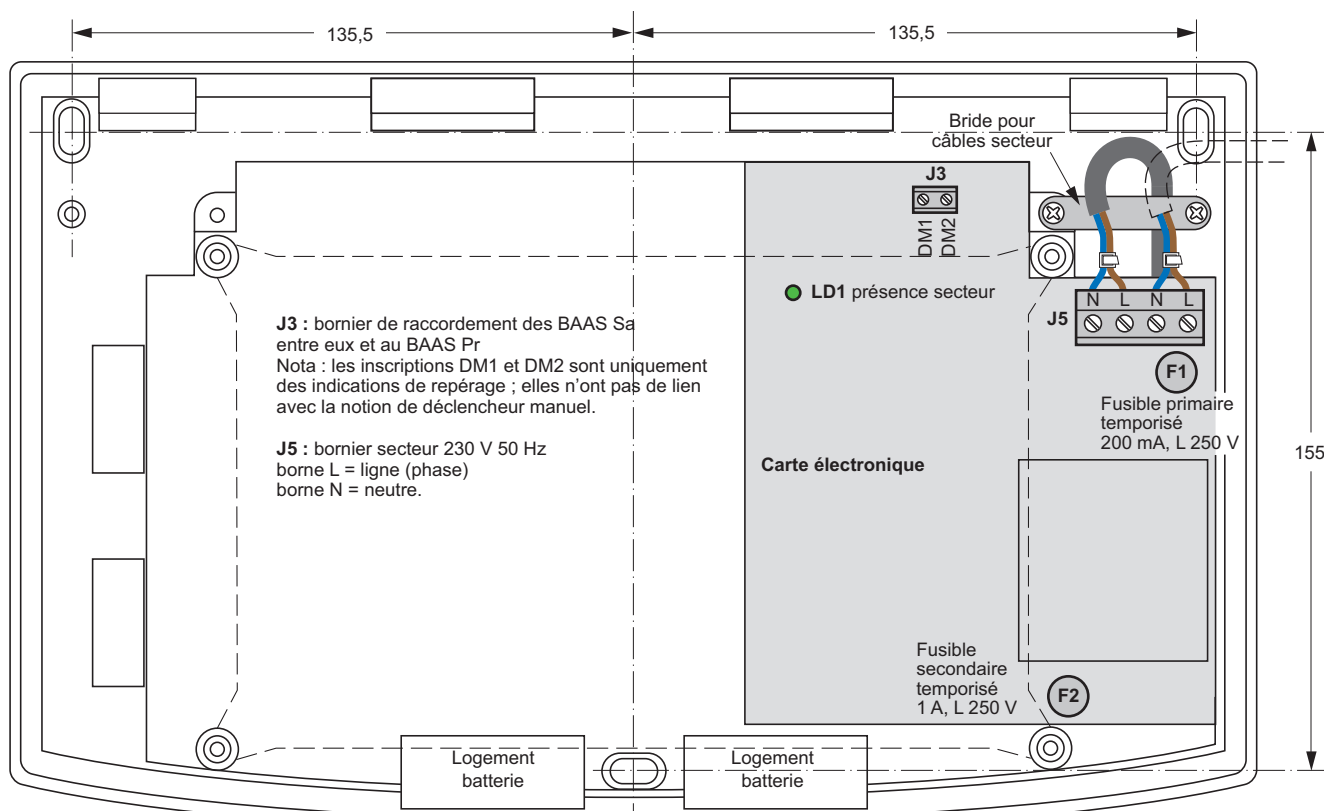 135,5
135,5
Bride pour
câbles secteur
J3
DM1
DM2
LD1 présence secteur
N L N L
J5
J3 : bornier de raccordement des BAAS Sa
entre eux et au BAAS Pr
Nota : les inscriptions DM1 et DM2 sont uniquement
des indications de repérage ; elles n’ont pas de lien
avec la notion de déclencheur manuel.
F1
Fusible primaire
temporisé
200 mA, L 250 V
J5 : bornier secteur 230 V 50 Hz
borne L = ligne (phase)
borne N = neutre.
155
Carte électronique
Fusible
secondaire
temporisé
1 A, L 250 V
F2
Logement
batterie
Logement
batterie